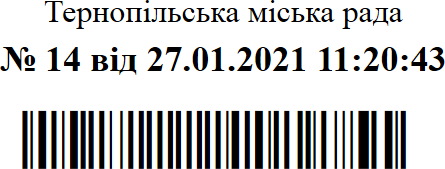 Тернопільська міська рада
№ 14 від 27.01.2021 11:20:43